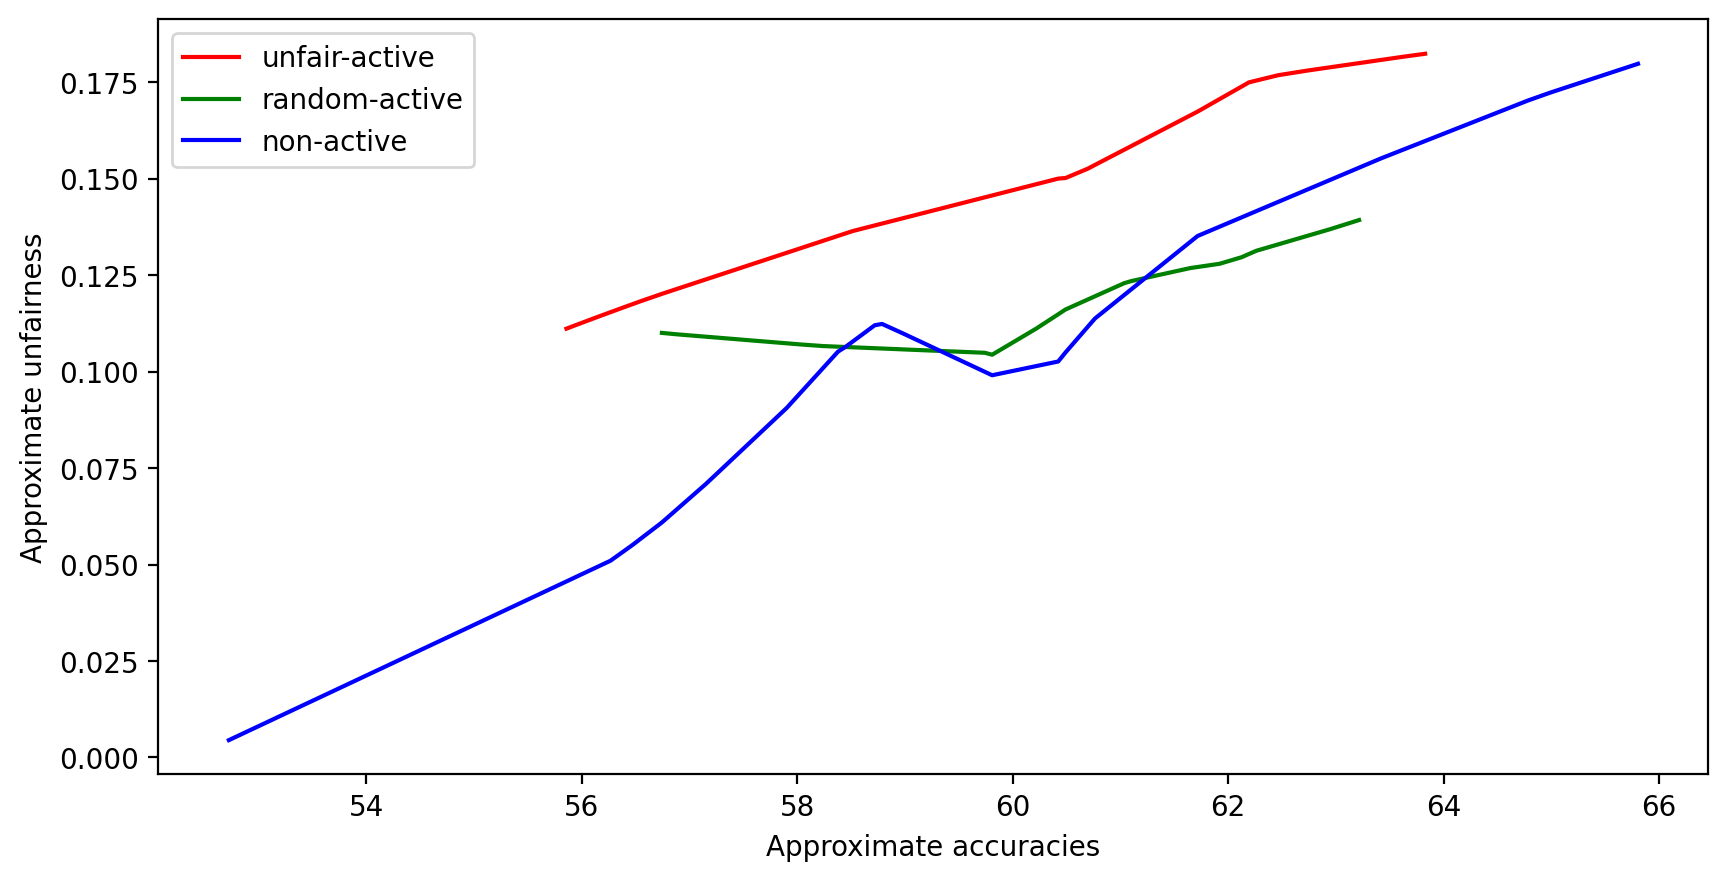 unfair-active
random-active
non-active
0.175
0.150
0.125
0.100
0.075
0.050
0.025
0.000
Approximate unfairness
54 56 58 60 62 64 66
Approximate accuracies